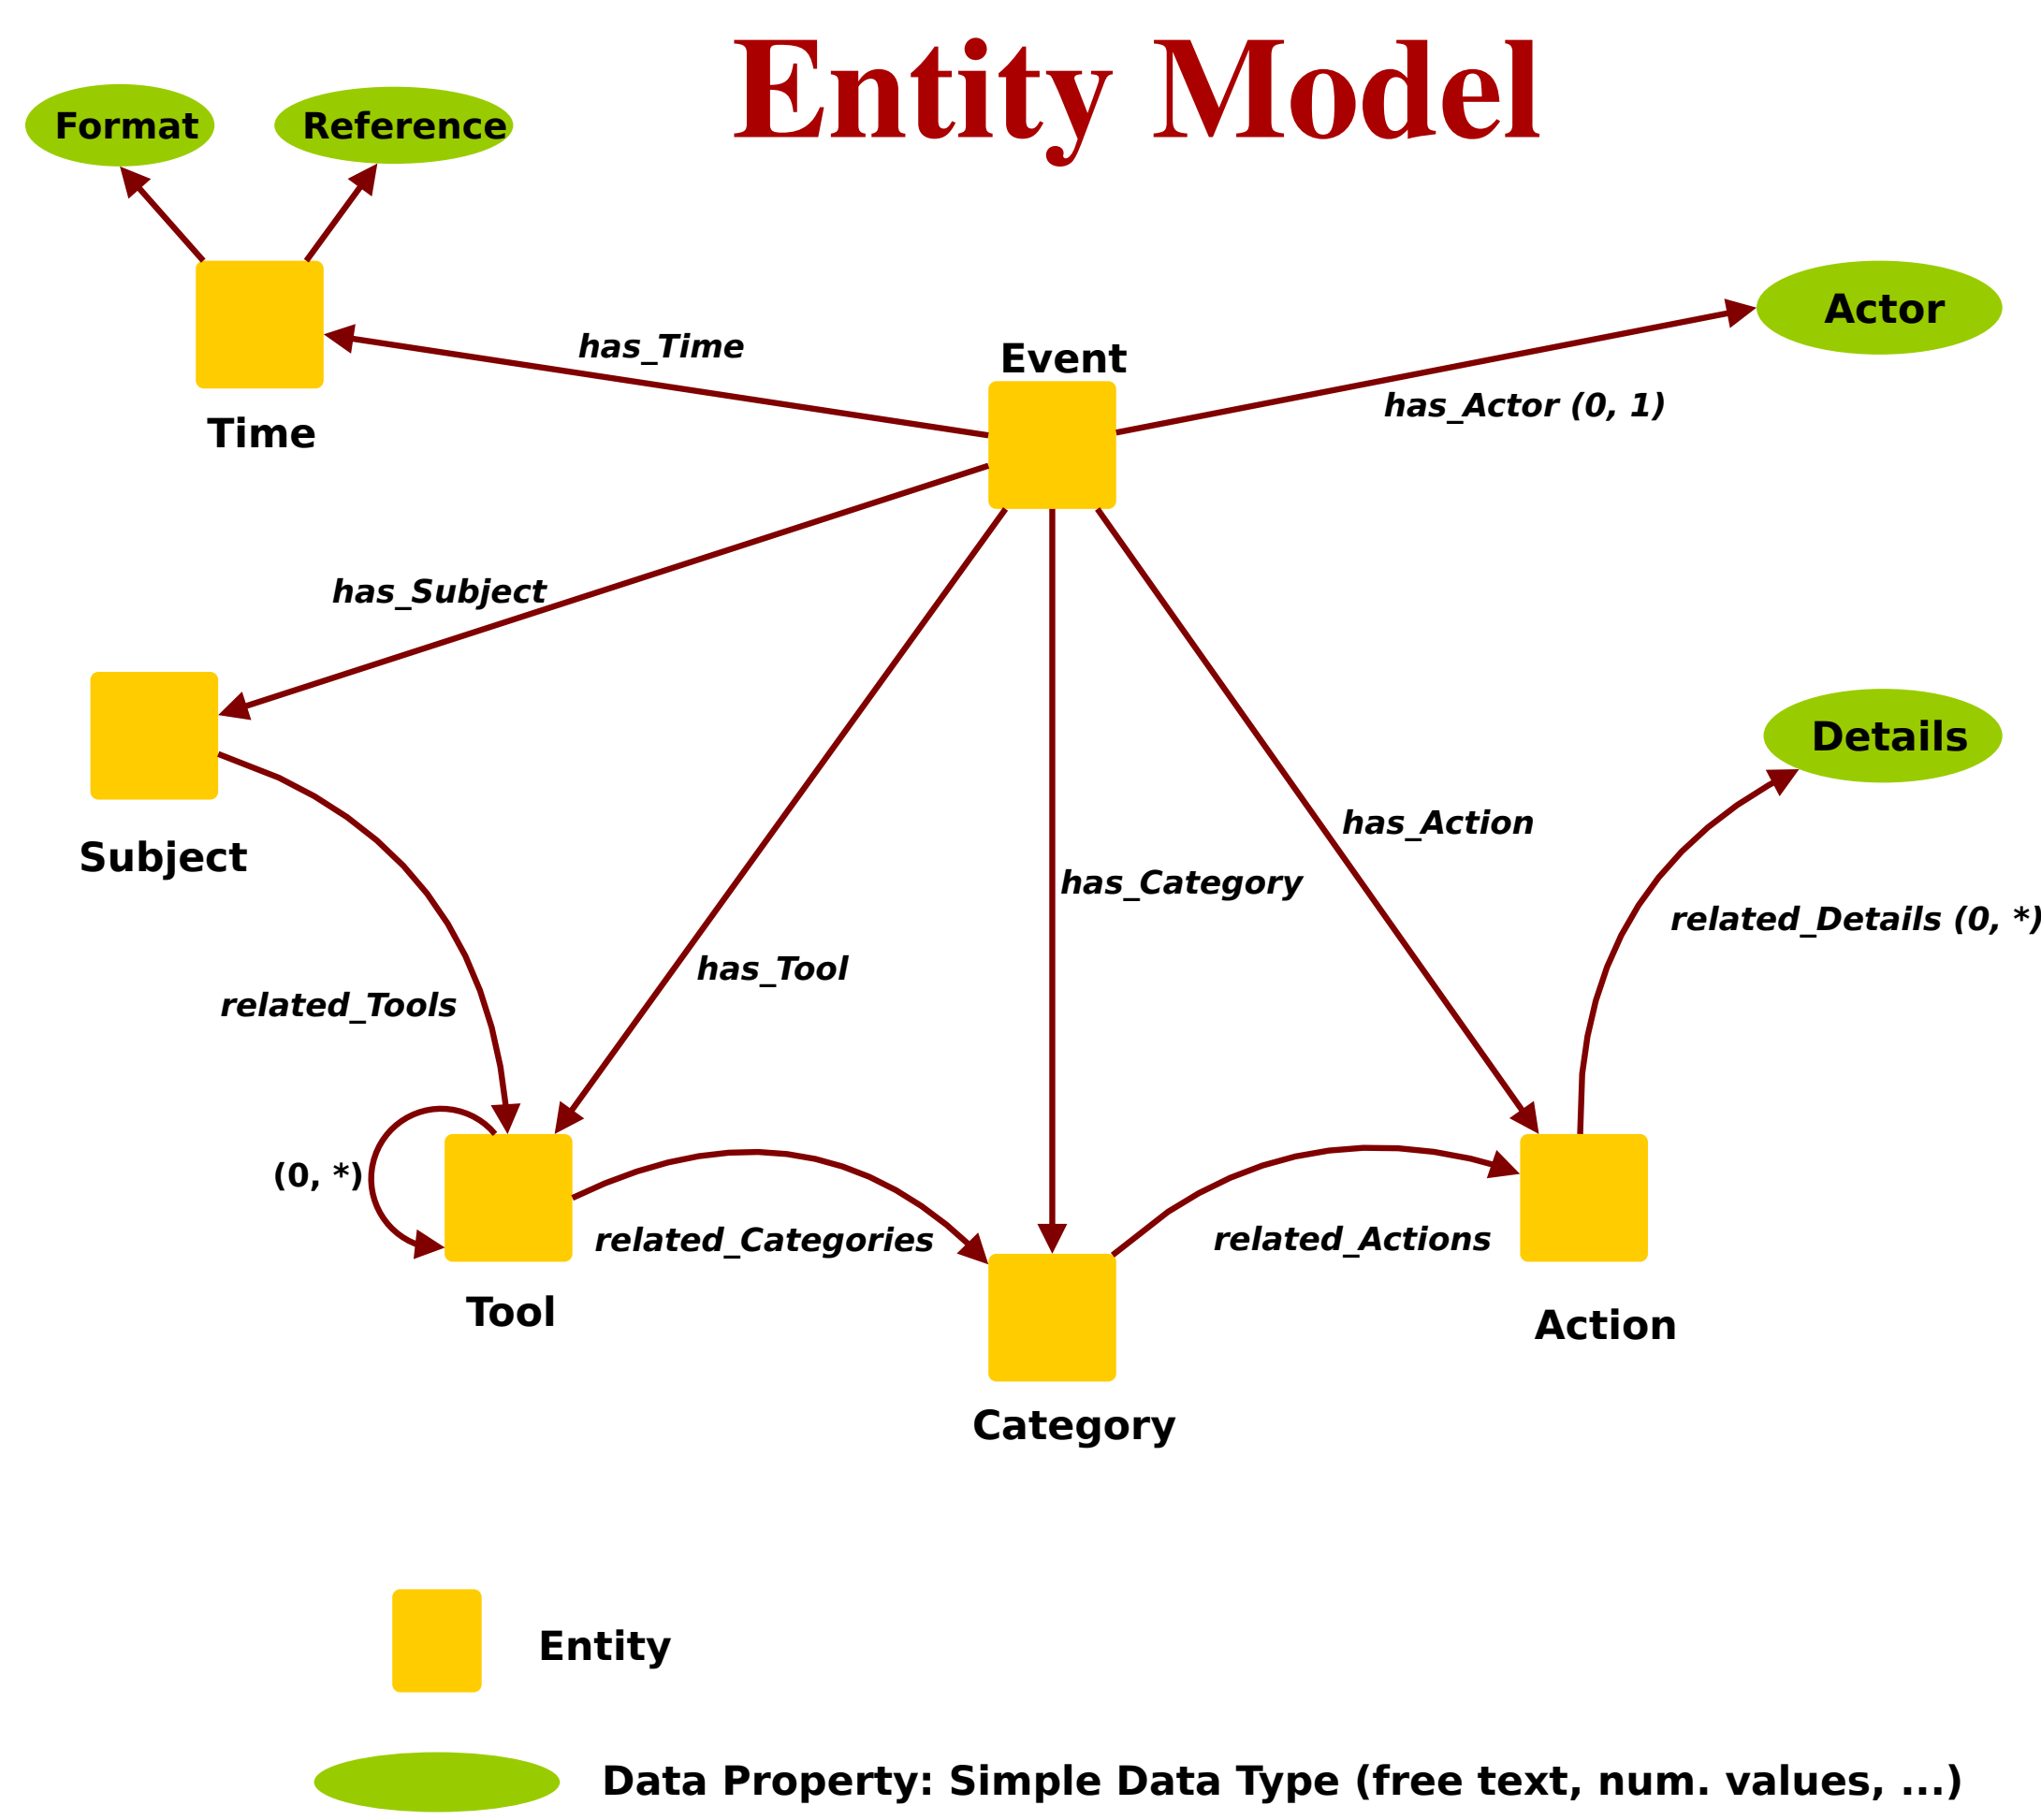 Entity Model
Format
Reference
Actor
has_Time
Event
has_Actor (0, 1)
Time
has_Subject
Details
has_Action
Subject
has_Category
related_Details (0, *)
has_Tool
related_Tools
(0, *)
related_Categories
related_Actions
Tool
Action
Category
Entity
Data Property: Simple Data Type (free text, num. values, ...)